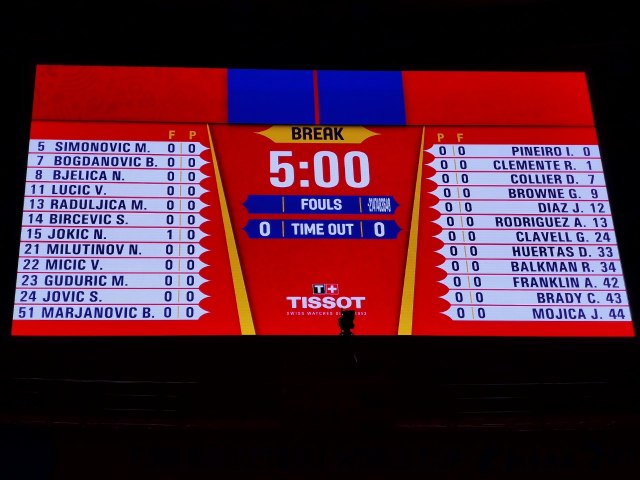 BREAK
5:00
FOULS -2147483648
0 TIME OUT 0
F P
5 SIMONOVIC M. 0 0
7 BOGDANOVIC B. 0 0
8 BJELICA N. 0 0
11 LUCIC V. 0 0
13 RADULJICA M. 0 0
14 BIRCEVIC S. 0 0
15 JOKIC N. 1 0
21 MILUTINOV N. 0 0
22 MICIC V. 0 0
23 GUDURIC M. 0 0
24 JOVIC S. 0 0
51 MARJANOVIC B. 0 0
P F
0 0 PINEIRO I. 0
0 0 CLEMENTE R. 1
0 0 COLLIER D. 7
0 0 BROWNE G. 9
0 0 DIAZ J. 12
0 0 RODRIGUEZ A. 13
0 0 CLAVELL G. 24
0 0 HUERTAS D. 33
0 0 BALKMAN R. 34
0 0 FRANKLIN A. 42
0 0 BRADY C. 43
0 0 MOJICA J. 44
T+
TISSOT
SWISS WATCHES SINCE 1853